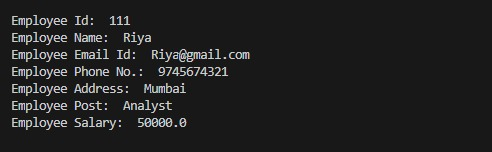 Employee Id:  111
Employee Name:  Riya
Employee Email Id:  Riya@gmail.com
Employee Phone No.:  9745674321
Employee Address:  Mumbai
Employee Post:  Analyst
Employee Salary:  50000.0